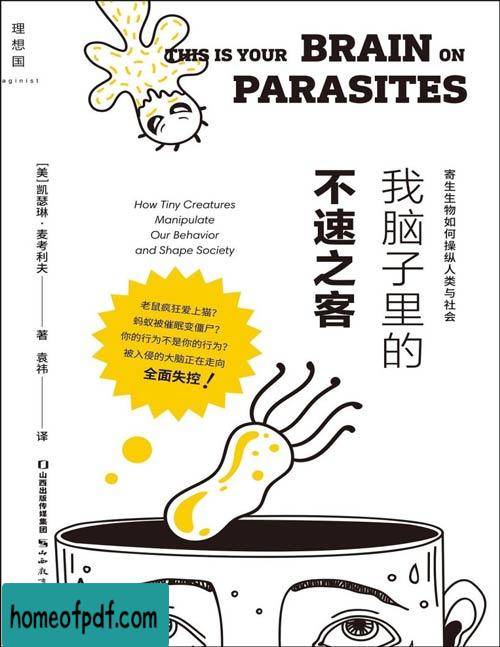 理想国
aginist
THIS IS YOUR BRAIN ON
PARASITES
How Tiny Creatures
Manipulate
Our Behavior
and Shape Society
寄生生物如何操纵人类与社会
我脑子里的
不速之客
[美]凯瑟琳·麦考利夫 著 袁祎 译
老鼠疯狂爱上猫?
蚂蚁被催眠变僵尸?
你的行为不是你的行为?
被入侵的大脑正在走向
全面失控!
山西出版传媒集团
山西教
homeofpdf.com